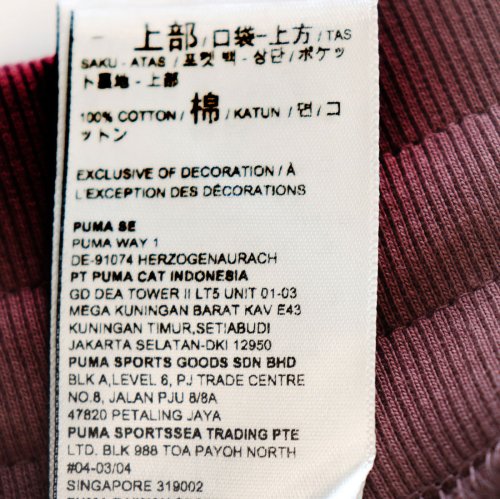 - 上部 / 口袋-上方 / TAS
SAKU - ATAS / 포켓 백 - 상단 / ポケッ
ト裏地 - 上部
100% COTTON / 棉 / KATUN / 면 / コ
ットン
EXCLUSIVE OF DECORATION / À
L'EXCEPTION DES DÉCORATIONS
PUMA SE
PUMA WAY 1
DE-91074 HERZOGENAURACH
PT PUMA CAT INDONESIA
GD DEA TOWER II LT5 UNIT 01-03
MEGA KUNINGAN BARAT KAV E43
KUNINGAN TIMUR,SETIABUDI
JAKARTA SELATAN-DKI 12950
PUMA SPORTS GOODS SDN BHD
BLK A,LEVEL 6, PJ TRADE CENTRE
NO.8, JALAN PJU 8/8A
47820 PETALING JAYA
PUMA SPORTSSEA TRADING PTE
LTD. BLK 988 TOA PAYOH NORTH
#04-03/04
SINGAPORE 319002